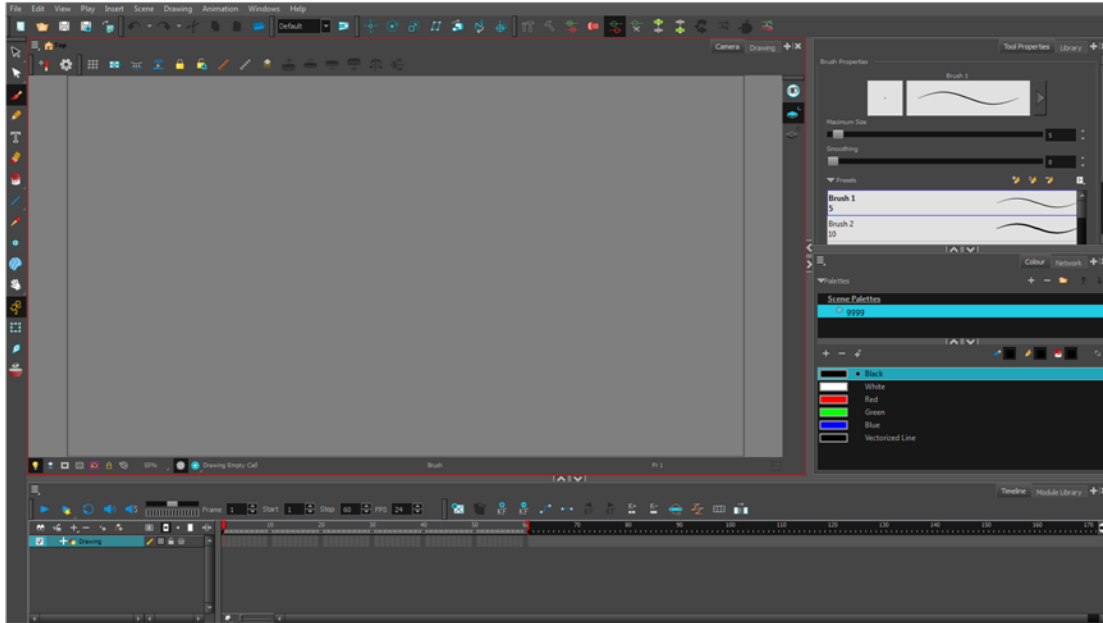 File Edit View Play Insert Scene Drawing Animation Windows Help
Default
Top
Camera Drawing
Tool Properties Library
Brush Properties
Brush 1
Maximum Size
5
Smoothing
0
Presets
Brush 1
5
Brush 2
10
Colour Network
Palettes
Scene Palettes
gggg
Black
White
Red
Green
Blue
Vectorized Line
Drawing Empty Cell Brush Fr 1
Timeline Module Library
Frame 1 Start 1 Stop 60 FPS 24
10 20 30 40 50 60 70 80 90 100 110 120 130 140 150 160 170
Drawing